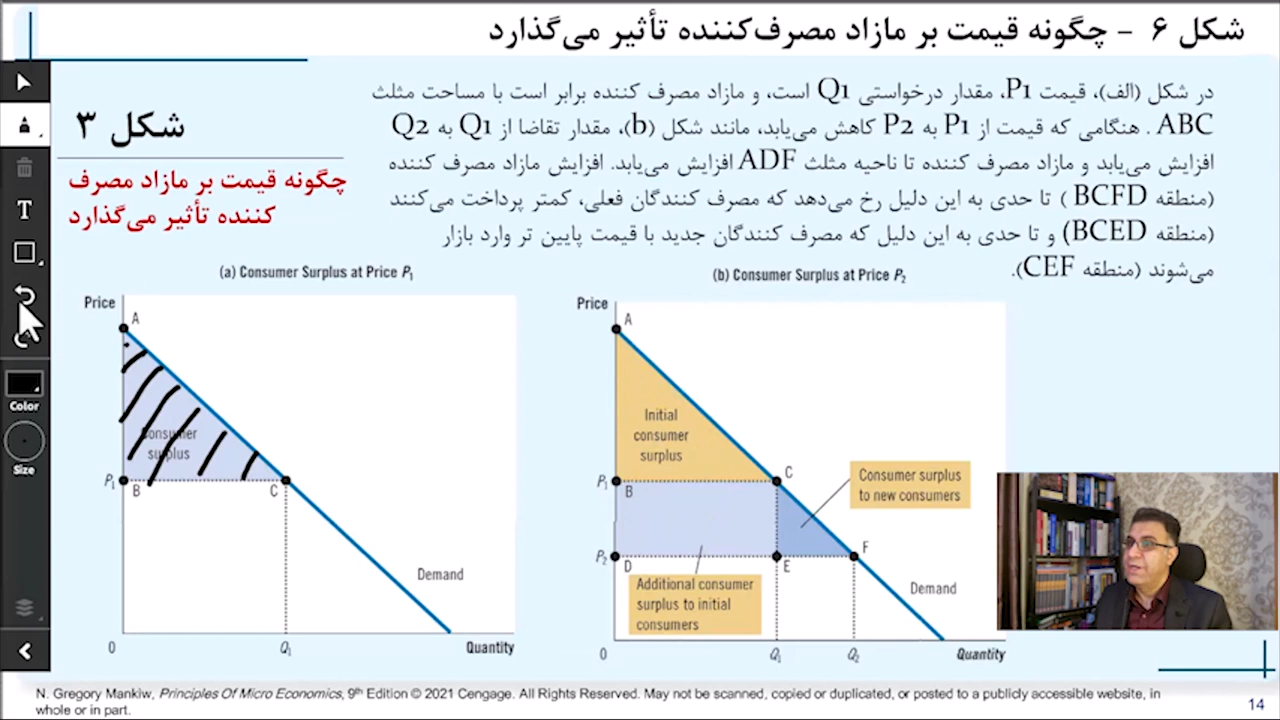 شکل ۶ - چگونه قیمت بر مازاد مصرف‌کننده تأثیر می‌گذارد
در شکل (الف)، قیمت P1، مقدار درخواستی Q1 است، و مازاد مصرف کننده برابر است با مساحت مثلث
ABC . هنگامی که قیمت از P1 به P2 کاهش می‌یابد، مانند شکل (b)، مقدار تقاضا از Q1 به Q2
افزایش می‌یابد و مازاد مصرف کننده تا ناحیه مثلث ADF افزایش می‌یابد. افزایش مازاد مصرف کننده
(منطقه BCFD ) تا حدی به این دلیل رخ می‌دهد که مصرف کنندگان فعلی، کمتر پرداخت می‌کنند
(منطقه BCED) و تا حدی به این دلیل که مصرف کنندگان جدید با قیمت پایین تر وارد بازار
می‌شوند (منطقه CEF).
شکل ۳
چگونه قیمت بر مازاد مصرف
کننده تأثیر می‌گذارد
T
Color
Size
(a) Consumer Surplus at Price P1
Price
A
Consumer
surplus
P1
B
C
Demand
0
Q1
Quantity
(b) Consumer Surplus at Price P2
Price
A
Initial
consumer
surplus
C
Consumer surplus
to new consumers
P1
B
F
P2
D
E
Additional consumer
surplus to initial
consumers
Demand
0
Q1
Q2
Quantity
N. Gregory Mankiw, Principles Of Micro Economics, 9th Edition © 2021 Cengage. All Rights Reserved. May not be scanned, copied or duplicated, or posted to a publicly accessible website, in
whole or in part.
14